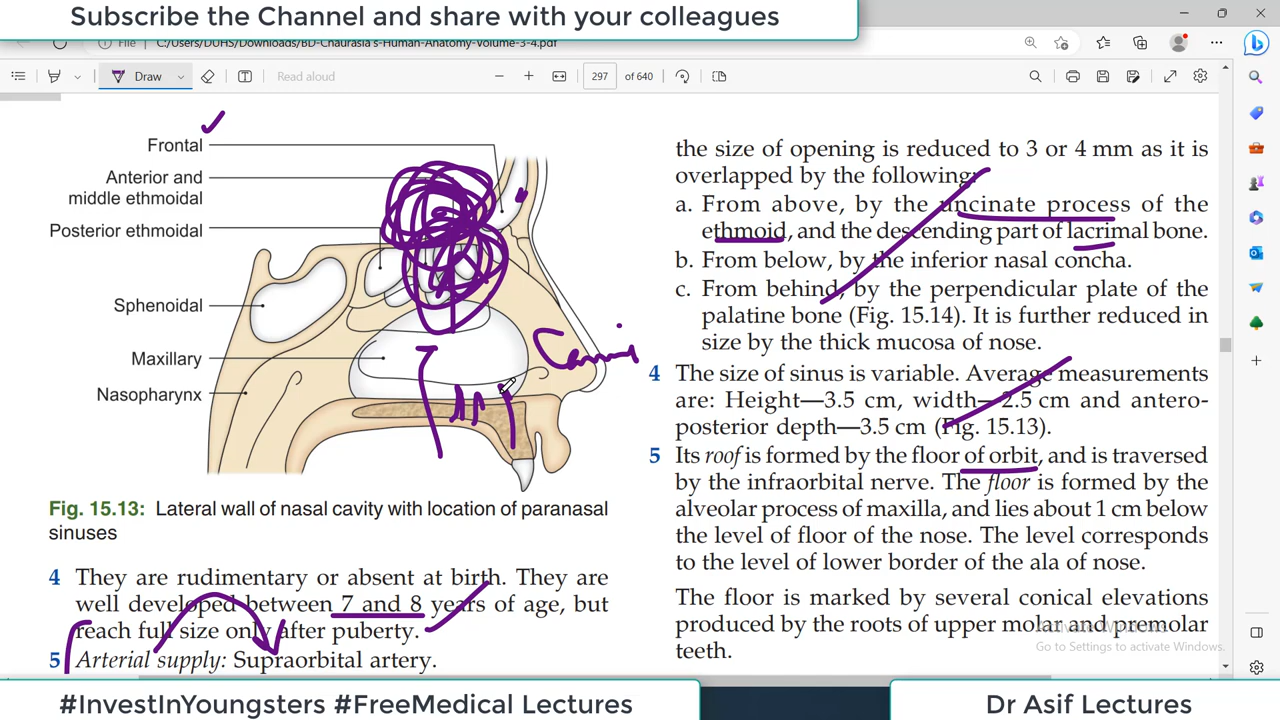 Subscribe the Channel and share with your colleagues
File C:/Users/DUHS/Downloads/BD-Chaurasia's-Human-Anatomy-Volume-3-4.pdf
Draw
Read aloud
297 of 640
Frontal
Anterior and
middle ethmoidal
Posterior ethmoidal
Sphenoidal
Maxillary
Nasopharynx
Fig. 15.13: Lateral wall of nasal cavity with location of paranasal
sinuses
4 They are rudimentary or absent at birth. They are
well developed between 7 and 8 years of age, but
reach full size only after puberty.
5 Arterial supply: Supraorbital artery.
the size of opening is reduced to 3 or 4 mm as it is
overlapped by the following:
a. From above, by the uncinate process of the
ethmoid, and the descending part of lacrimal bone.
b. From below, by the inferior nasal concha.
c. From behind, by the perpendicular plate of the
palatine bone (Fig. 15.14). It is further reduced in
size by the thick mucosa of nose.
4 The size of sinus is variable. Average measurements
are: Height—3.5 cm, width—2.5 cm and antero-
posterior depth—3.5 cm (Fig. 15.13).
5 Its roof is formed by the floor of orbit, and is traversed
by the infraorbital nerve. The floor is formed by the
alveolar process of maxilla, and lies about 1 cm below
the level of floor of the nose. The level corresponds
to the level of lower border of the ala of nose.
The floor is marked by several conical elevations
produced by the roots of upper molar and premolar
teeth.
Activate Windows
Go to Settings to activate Windows.
#InvestInYoungsters #FreeMedical Lectures
Dr Asif Lectures